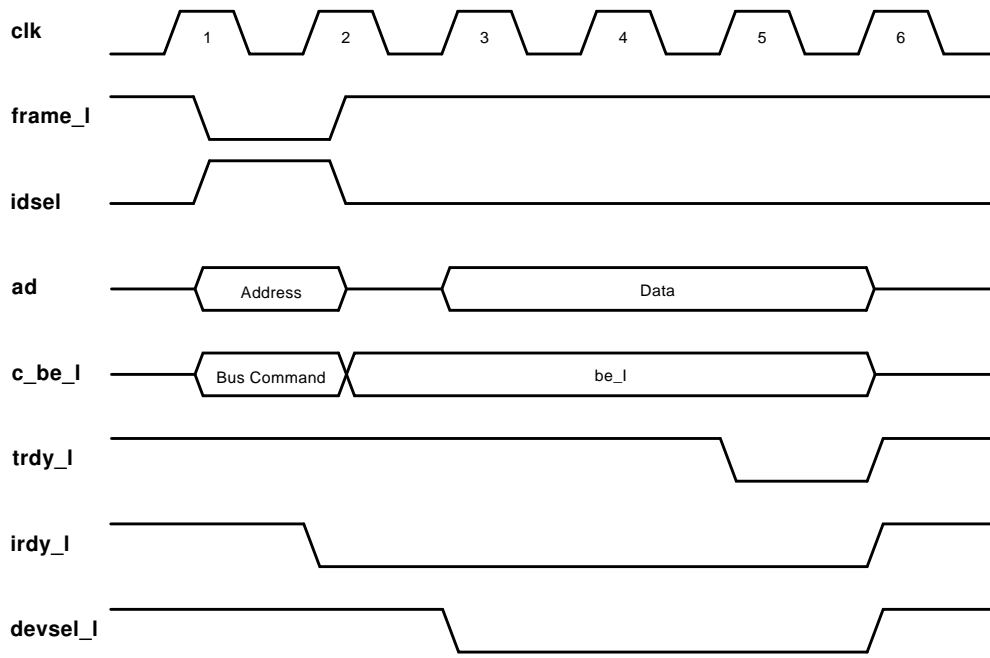 clk 1 2 3 4 5 6
frame_l
idsel
ad Address Data
c_be_l Bus Command be_l
trdy_l
irdy_l
devsel_l